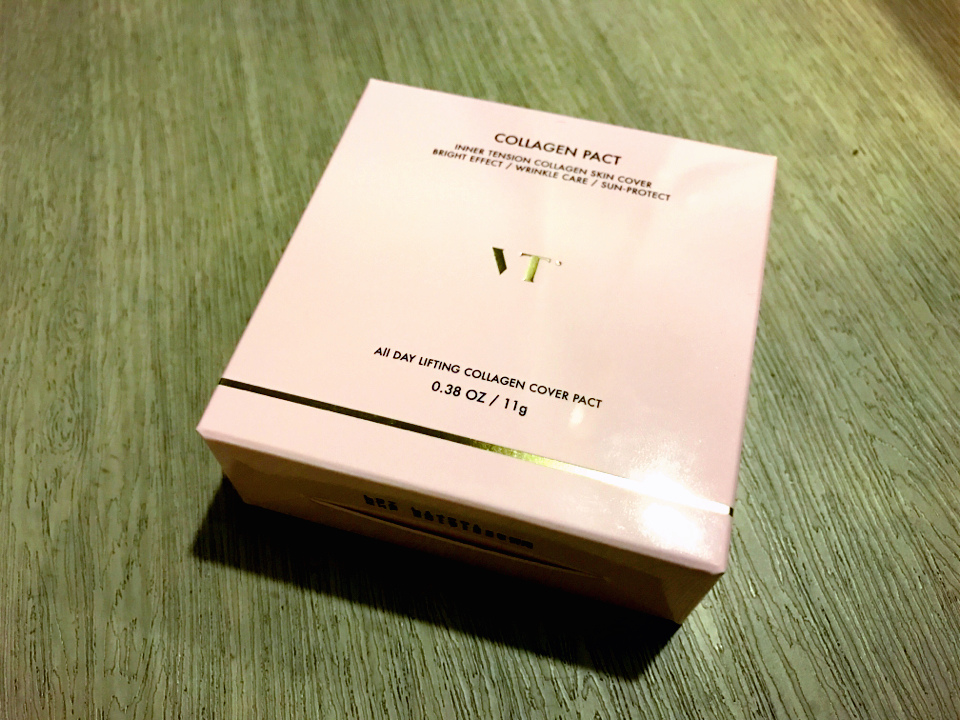 COLLAGEN PACT
INNER TENSION COLLAGEN SKIN COVER
BRIGHT EFFECT / WRINKLE CARE / SUN-PROTECT
VT
All DAY LIFTING COLLAGEN COVER PACT
0.38 OZ / 11g